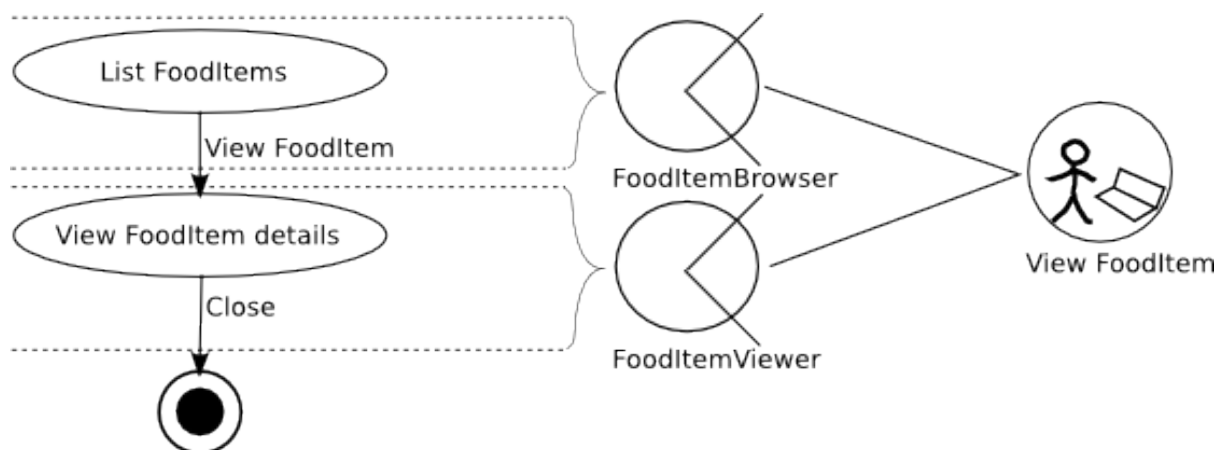 List FoodItems
View FoodItem
FoodItemBrowser
View FoodItem details
View FoodItem
Close
FoodItemViewer